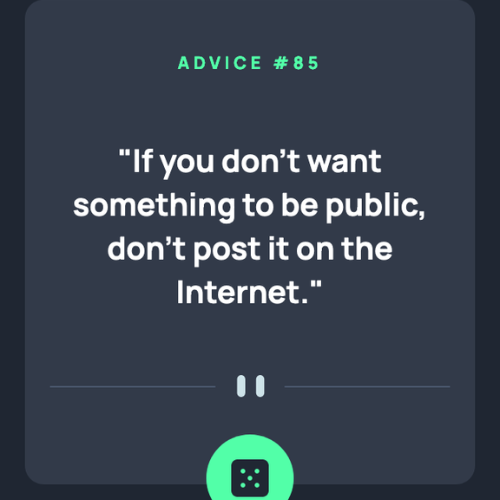 ADVICE #85
"If you don't want
something to be public,
don't post it on the
Internet."